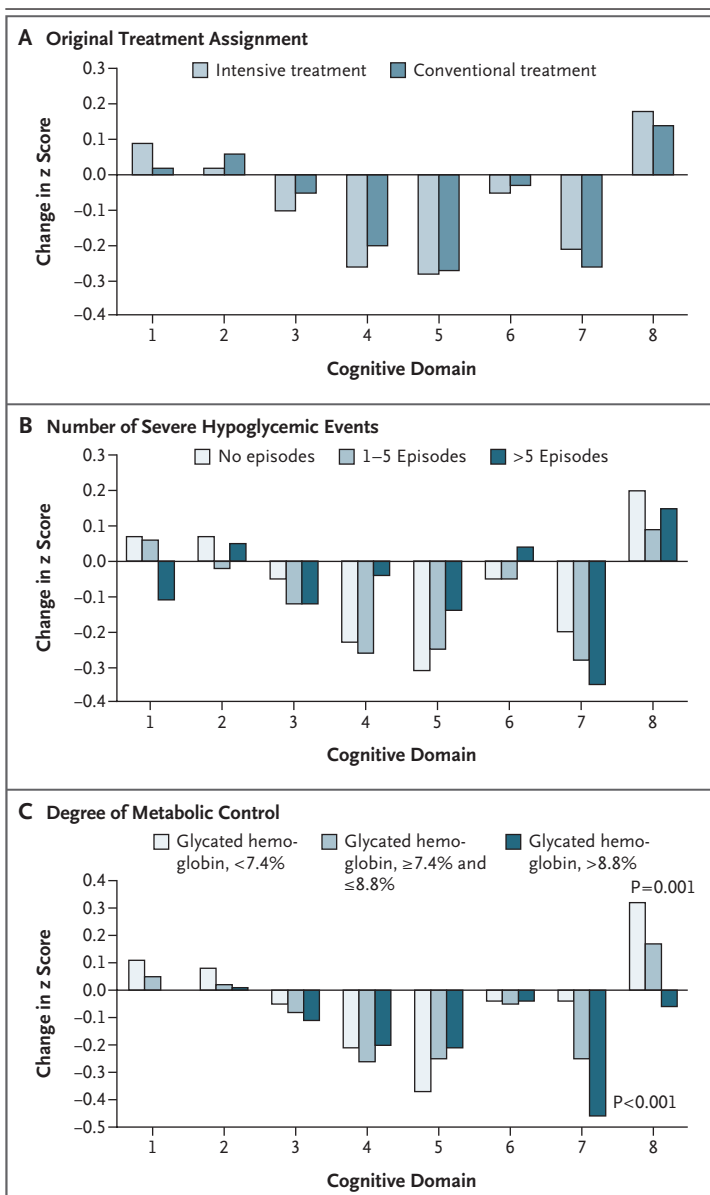 A Original Treatment Assignment
0.3
Intensive treatment
Conventional treatment
0.2
0.1
0.0
–0.1
–0.2
–0.3
–0.4
Change in z Score
1 2 3 4 5 6 7 8
Cognitive Domain
B Number of Severe Hypoglycemic Events
0.3
No episodes
1–5 Episodes
>5 Episodes
0.2
0.1
0.0
–0.1
–0.2
–0.3
–0.4
Change in z Score
1 2 3 4 5 6 7 8
Cognitive Domain
C Degree of Metabolic Control
Glycated hemo-
globin, <7.4%
Glycated hemo-
globin, ≥7.4% and
≤8.8%
Glycated hemo-
globin, >8.8%
0.4
P=0.001
0.3
0.2
0.1
0.0
–0.1
–0.2
–0.3
–0.4
P<0.001
–0.5
Change in z Score
1 2 3 4 5 6 7 8
Cognitive Domain